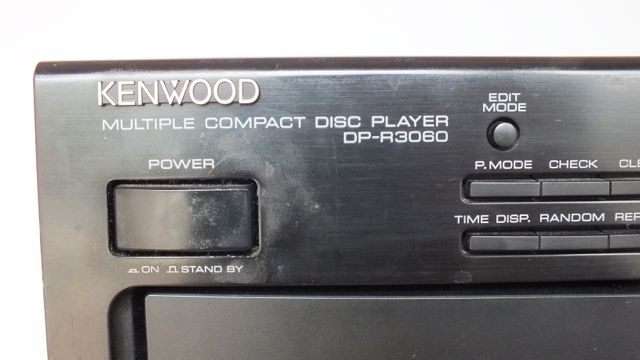 KENWOOD
MULTIPLE COMPACT DISC PLAYER
DP-R3060
EDIT
MODE
POWER
P.MODE CHECK
TIME DISP. RANDOM
ON STAND BY